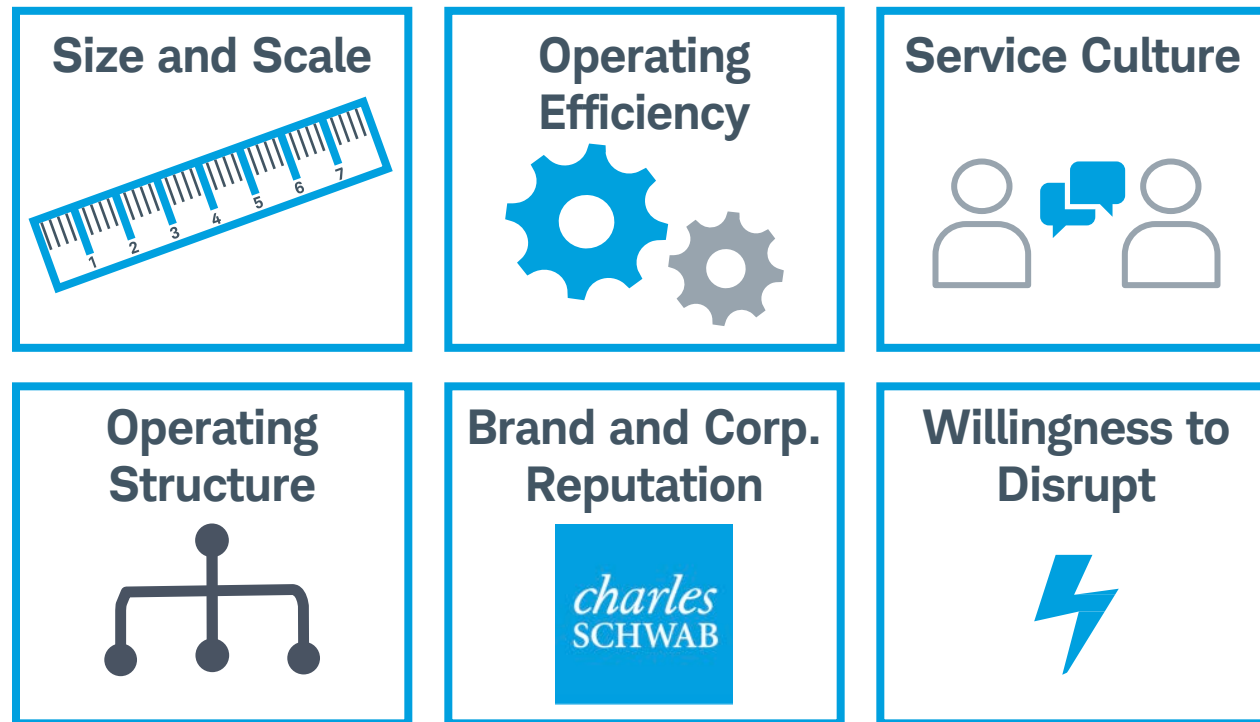 Size and Scale
1 2 3 4 5 6 7
Operating
Efficiency
Service Culture
Operating
Structure
Brand and Corp.
Reputation
charles
SCHWAB
Willingness to
Disrupt